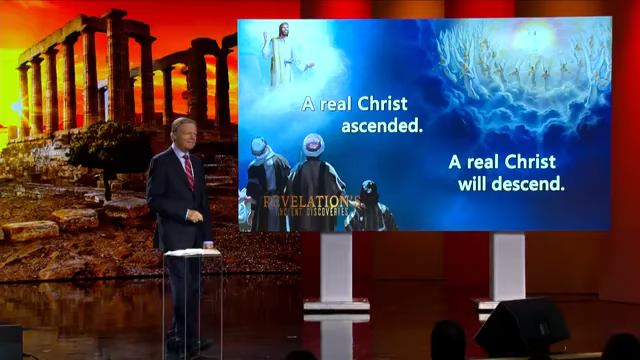 A real Christ
ascended.
A real Christ
will descend.
REVELATION'S
ANCIENT DISCOVERIES